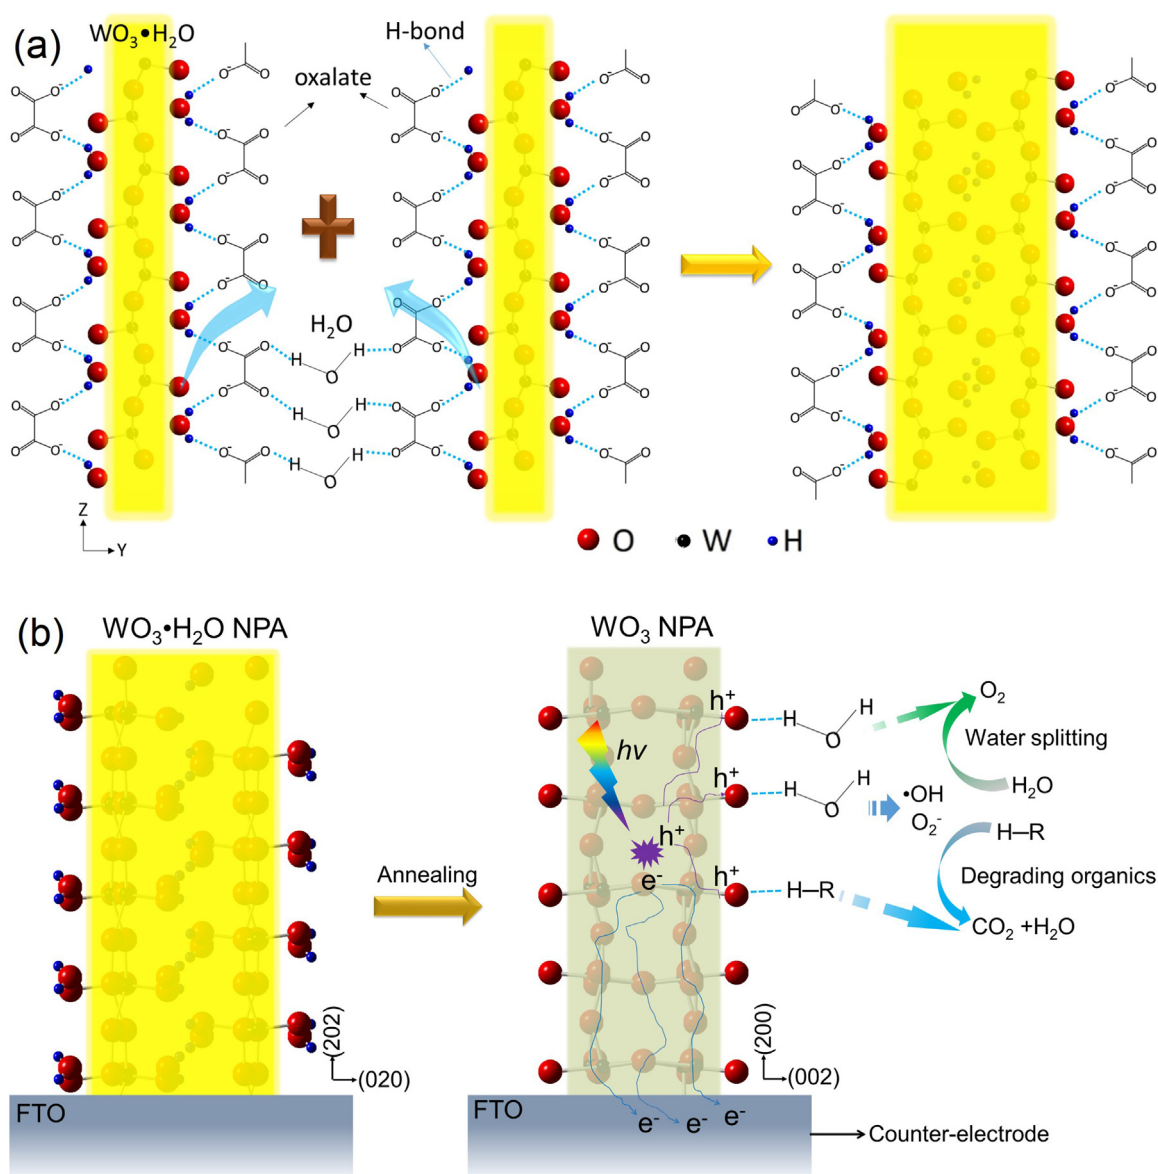 (a)
WO₃•H₂O
H-bond
oxalate
H₂O
H
H
O
H
H
O
H
H
O
Z
Y
O
W
H
(b)
WO₃•H₂O NPA
WO₃ NPA
hv
h⁺
h⁺
h⁺
h⁺
e⁻
H
H
O
H
H
O
H–R
O₂
Water splitting
H₂O
•OH
O₂⁻
H–R
Degrading organics
CO₂ +H₂O
Annealing
(202)
(020)
(200)
(002)
FTO
FTO
e⁻ e⁻ e⁻
Counter-electrode